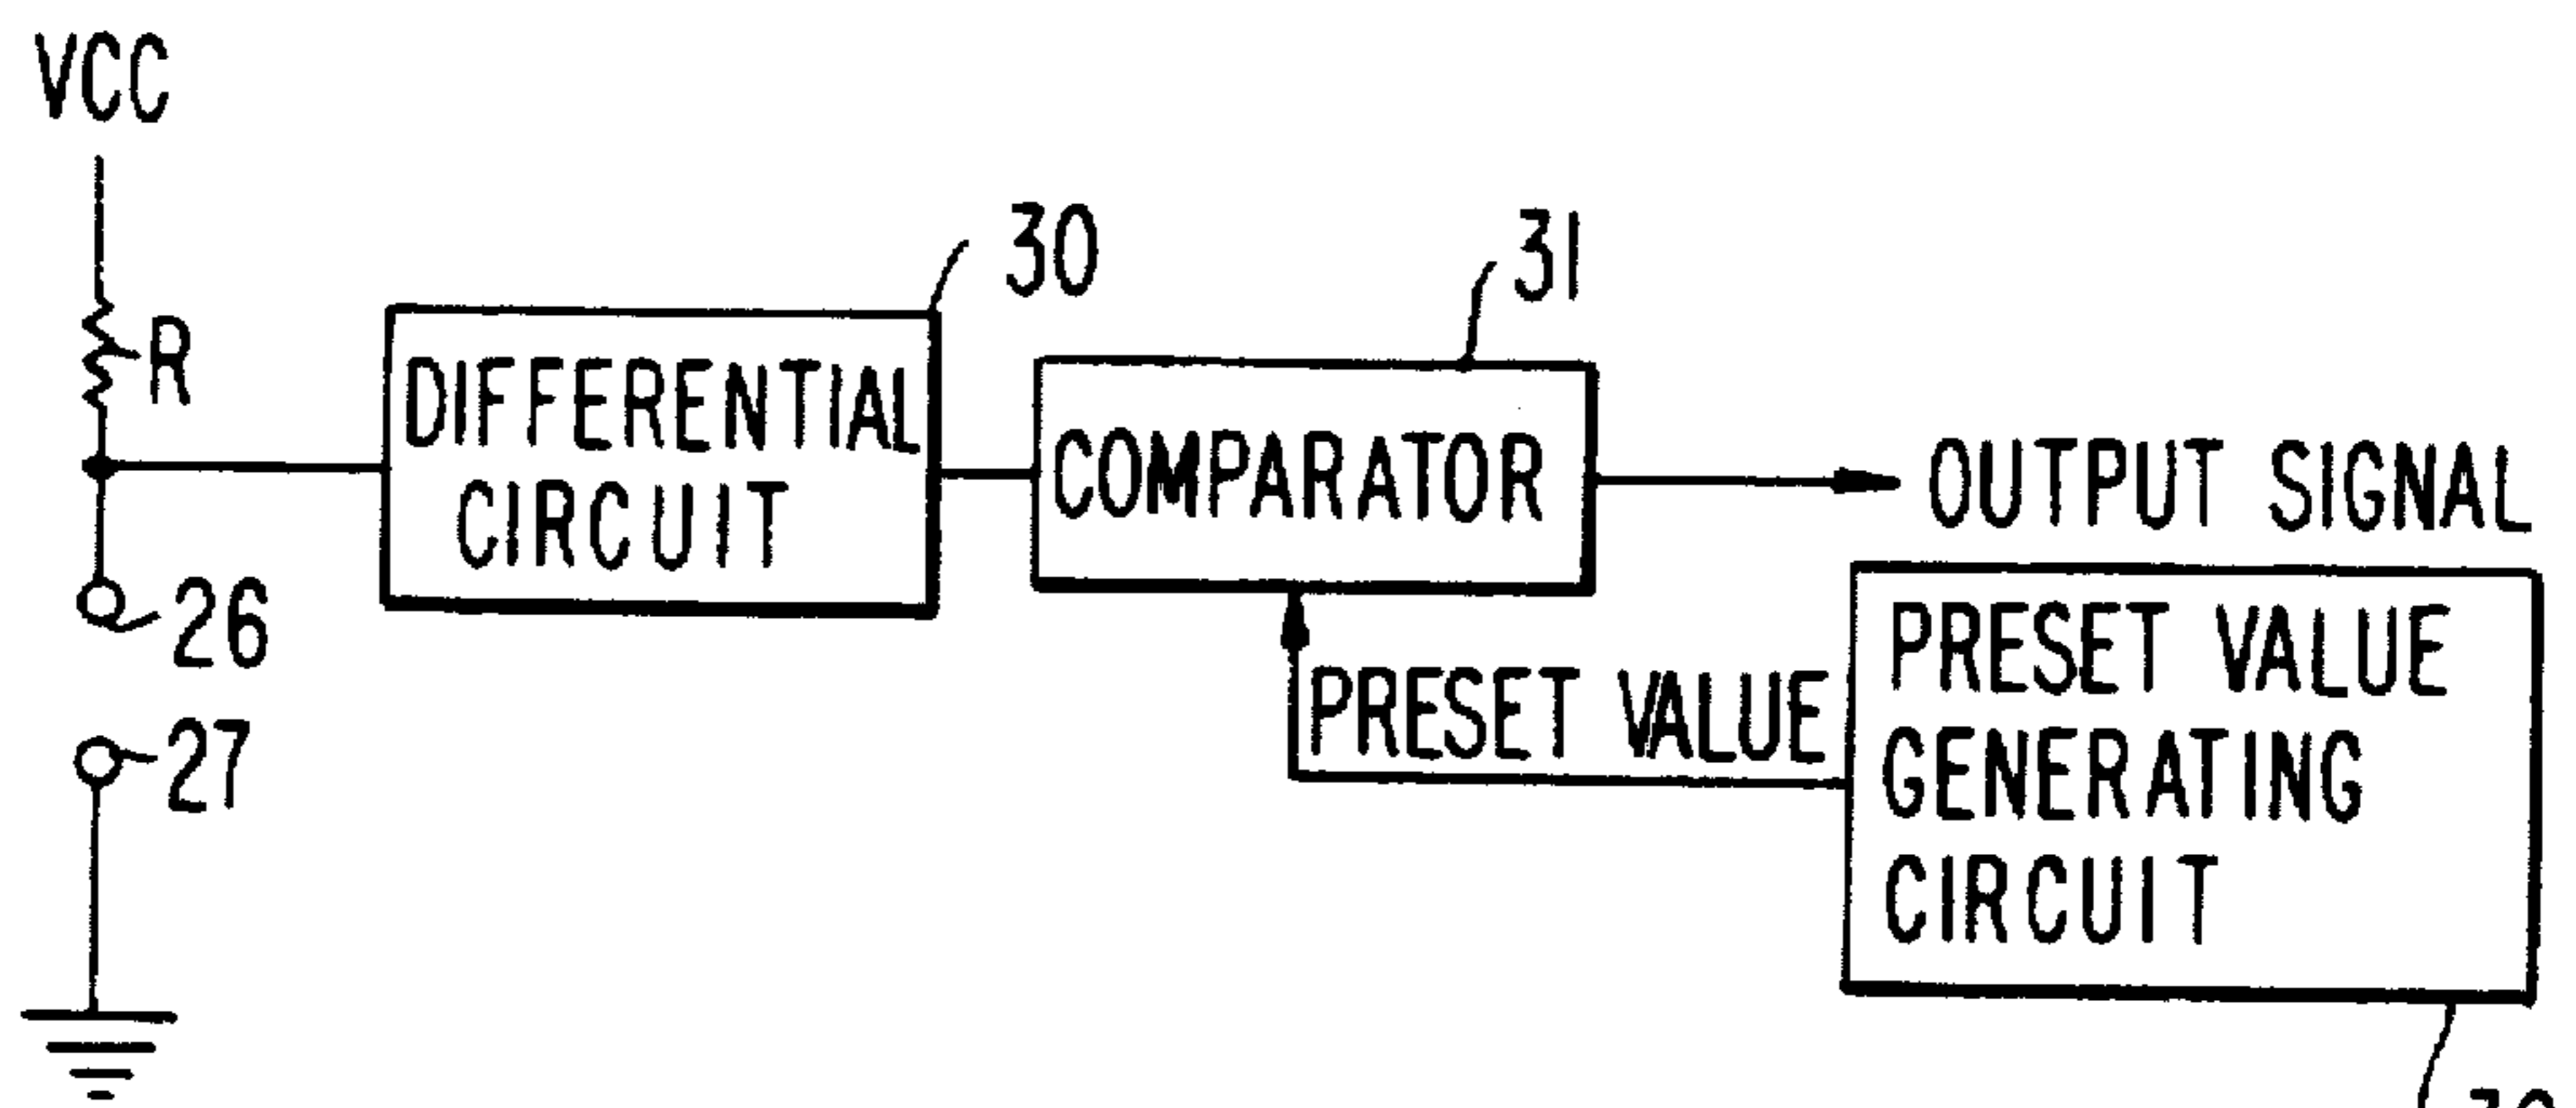 VCC
R
30
31
DIFFERENTIAL
CIRCUIT
COMPARATOR
OUTPUT SIGNAL
26
27
PRESET VALUE
PRESET VALUE
GENERATING
CIRCUIT